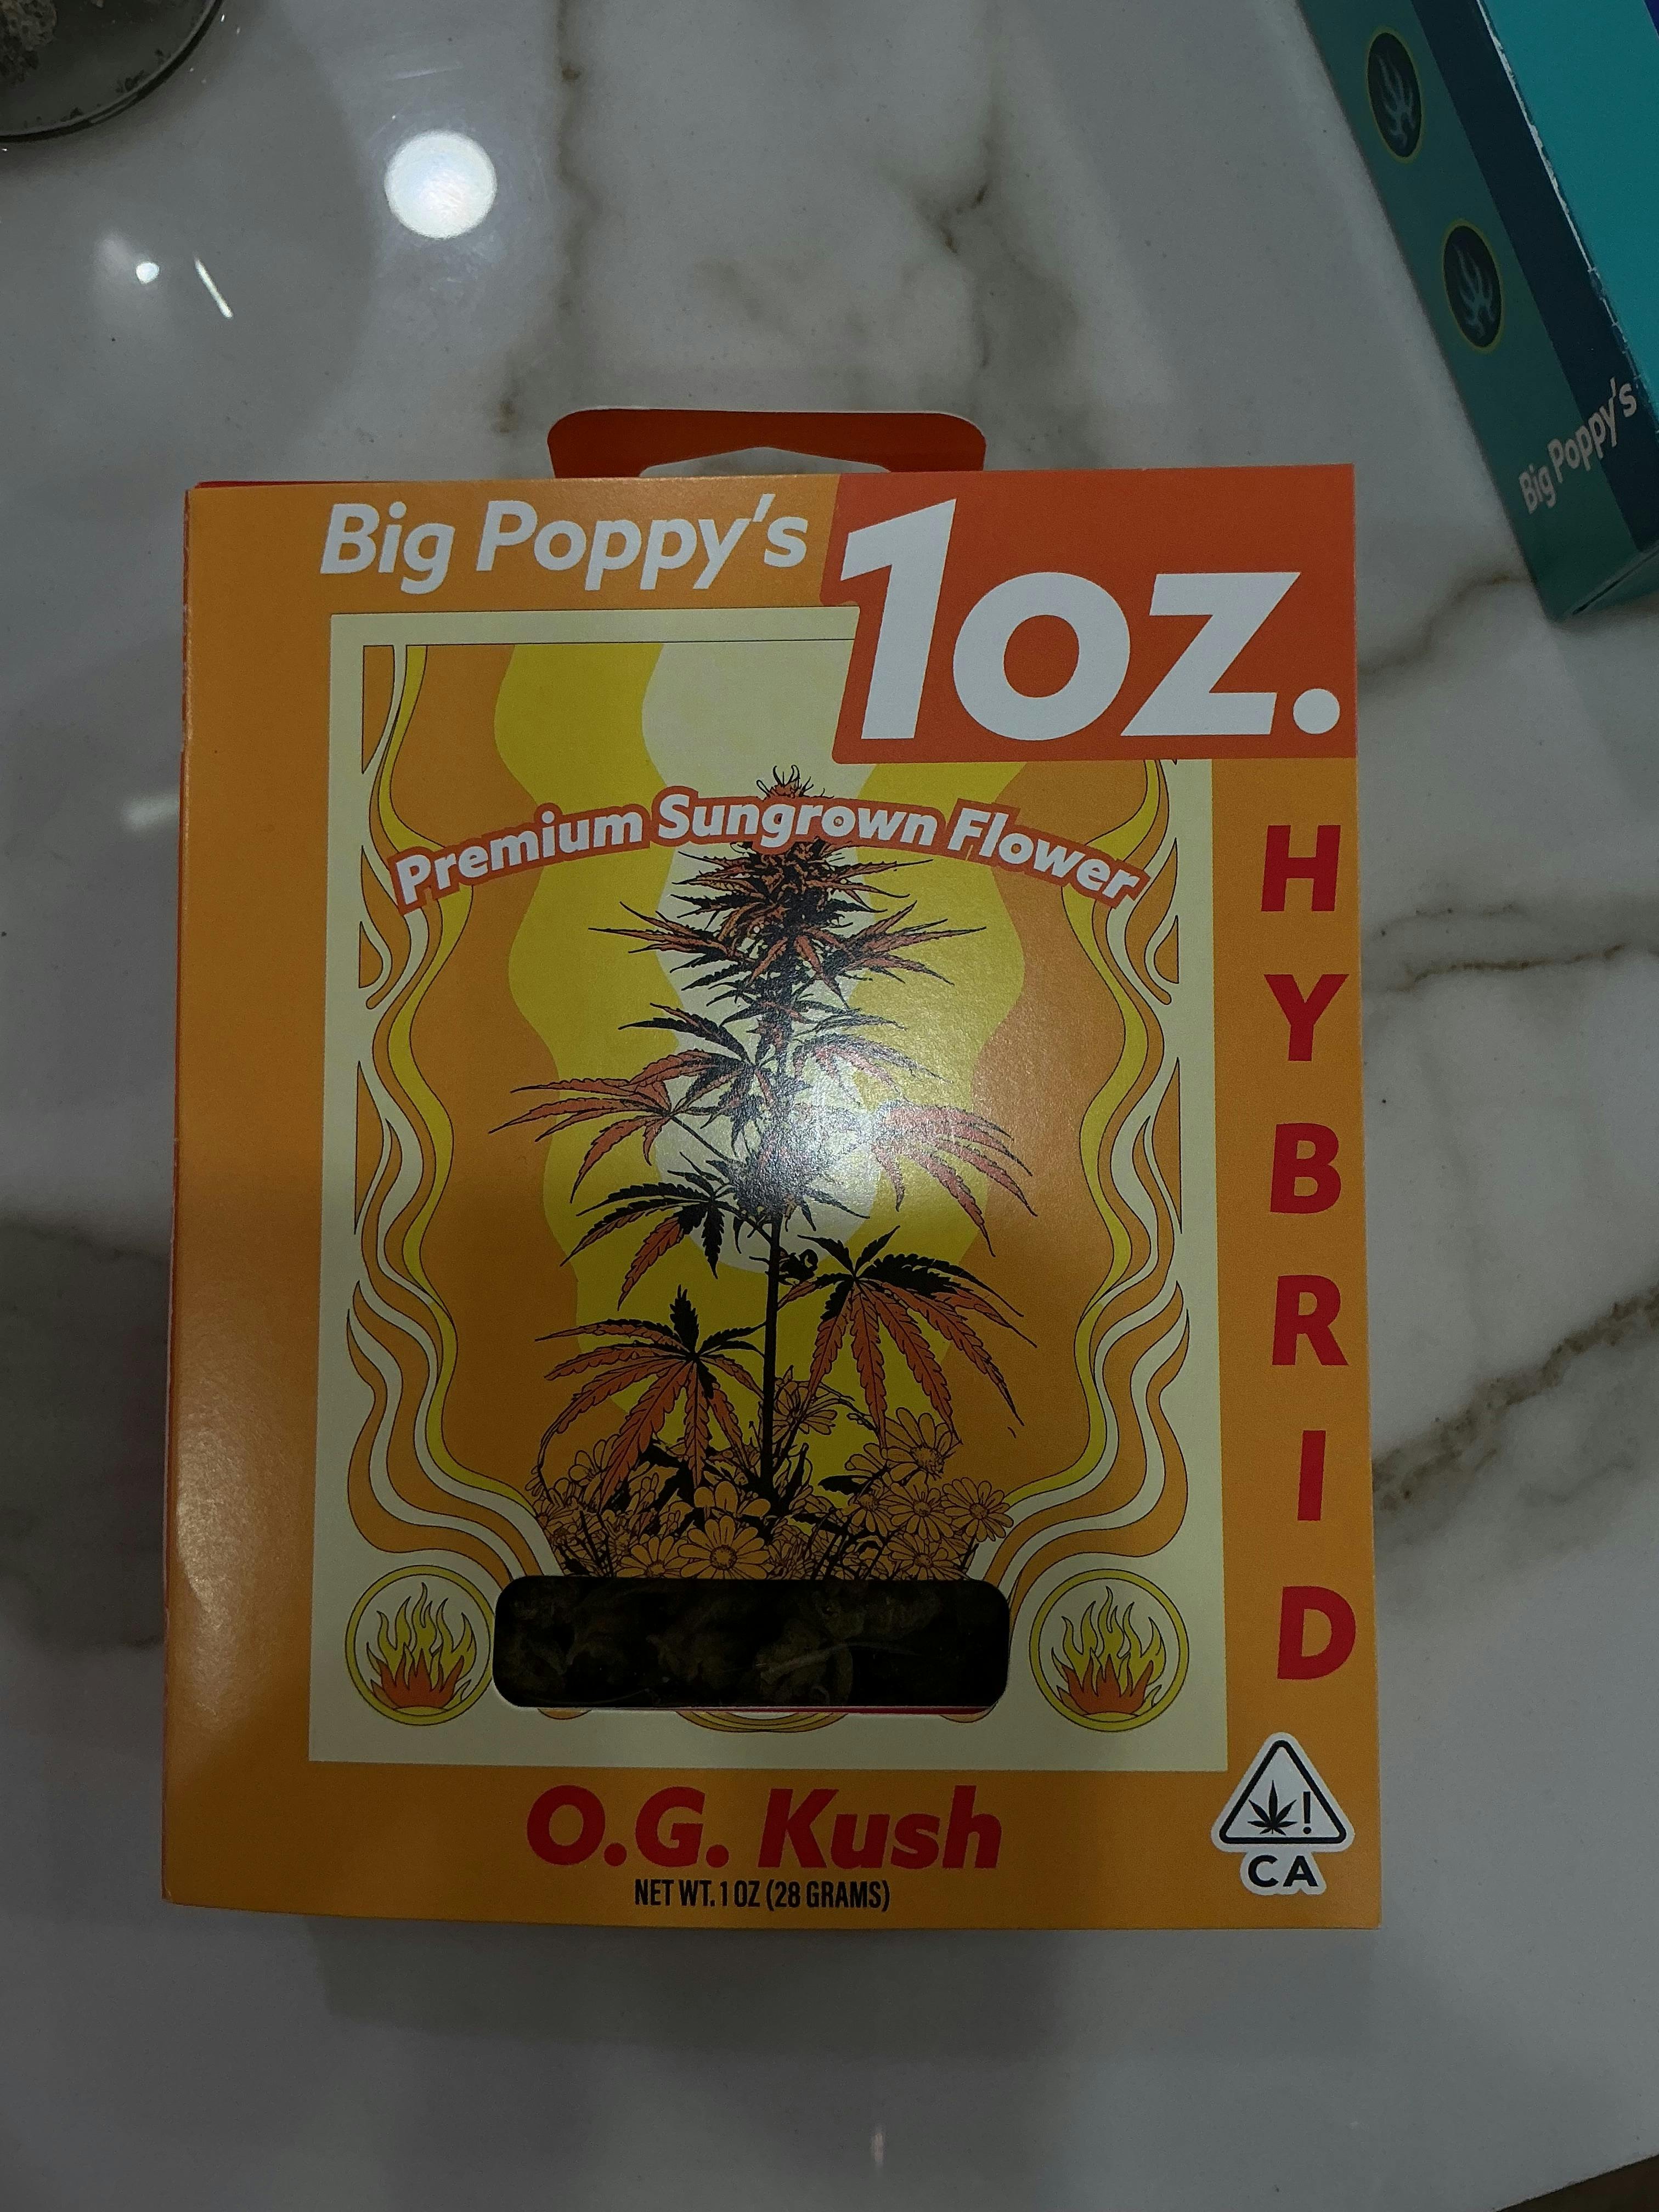 Big Poppy's
Big Poppy's
1oz.
Premium Sungrown Flower
HYBRID
O.G. Kush
NET WT. 1 OZ (28 GRAMS)
!
CA